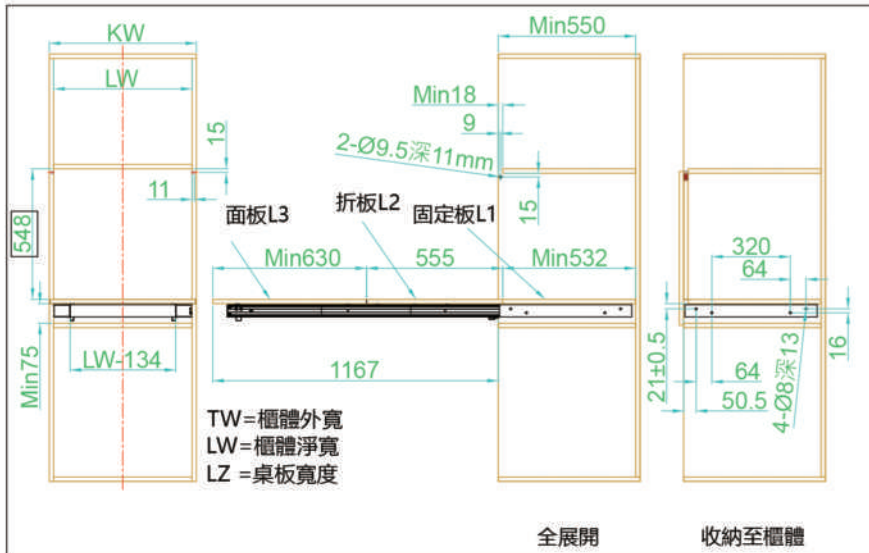 KW
LW
15
11
548
Min75
LW-134
Min550
Min18
9
2-Ø9.5深11mm
15
面板L3
折板L2
固定板L1
Min630
555
Min532
1167
320
64
21±0.5
64
50.5
4-Ø8深13
16
TW=櫃體外寬
LW=櫃體淨寬
LZ =桌板寬度
全展開
收納至櫃體